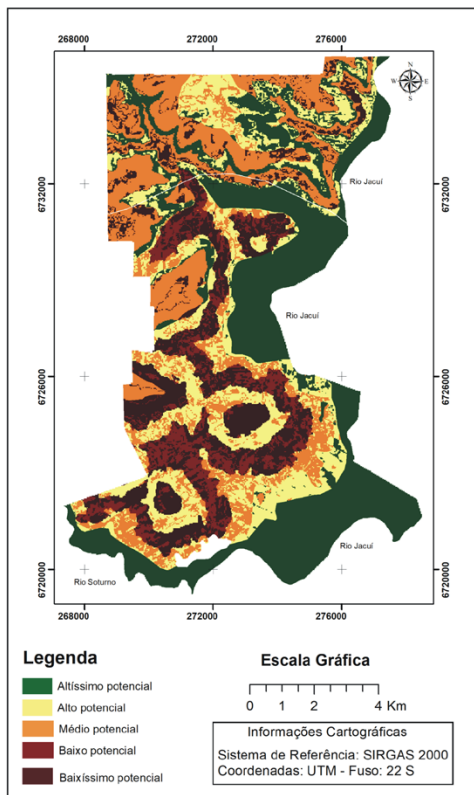 268000 272000 276000
N
W E
S
6732000 6732000
Rio Jacuí
Rio Jacuí
6726000 6726000
6720000 6720000
Rio Jacuí
Rio Soturno
268000 272000 276000
Legenda
Altíssimo potencial
Alto potencial
Médio potencial
Baixo potencial
Baixíssimo potencial
Escala Gráfica
0 1 2 4 Km
Informações Cartográficas
Sistema de Referência: SIRGAS 2000
Coordenadas: UTM - Fuso: 22 S